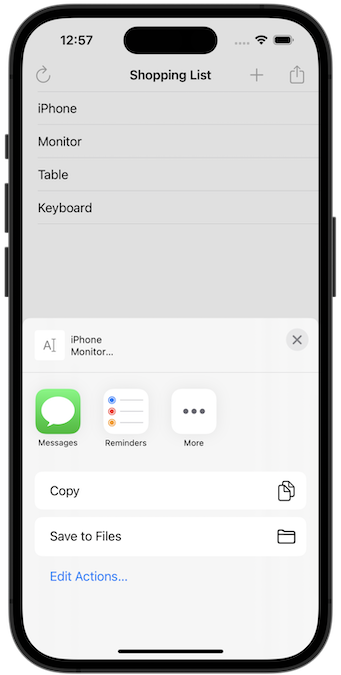 12:57
Shopping List
iPhone
Monitor
Table
Keyboard
A
iPhone
Monitor...
Messages
Reminders
More
Copy
Save to Files
Edit Actions...